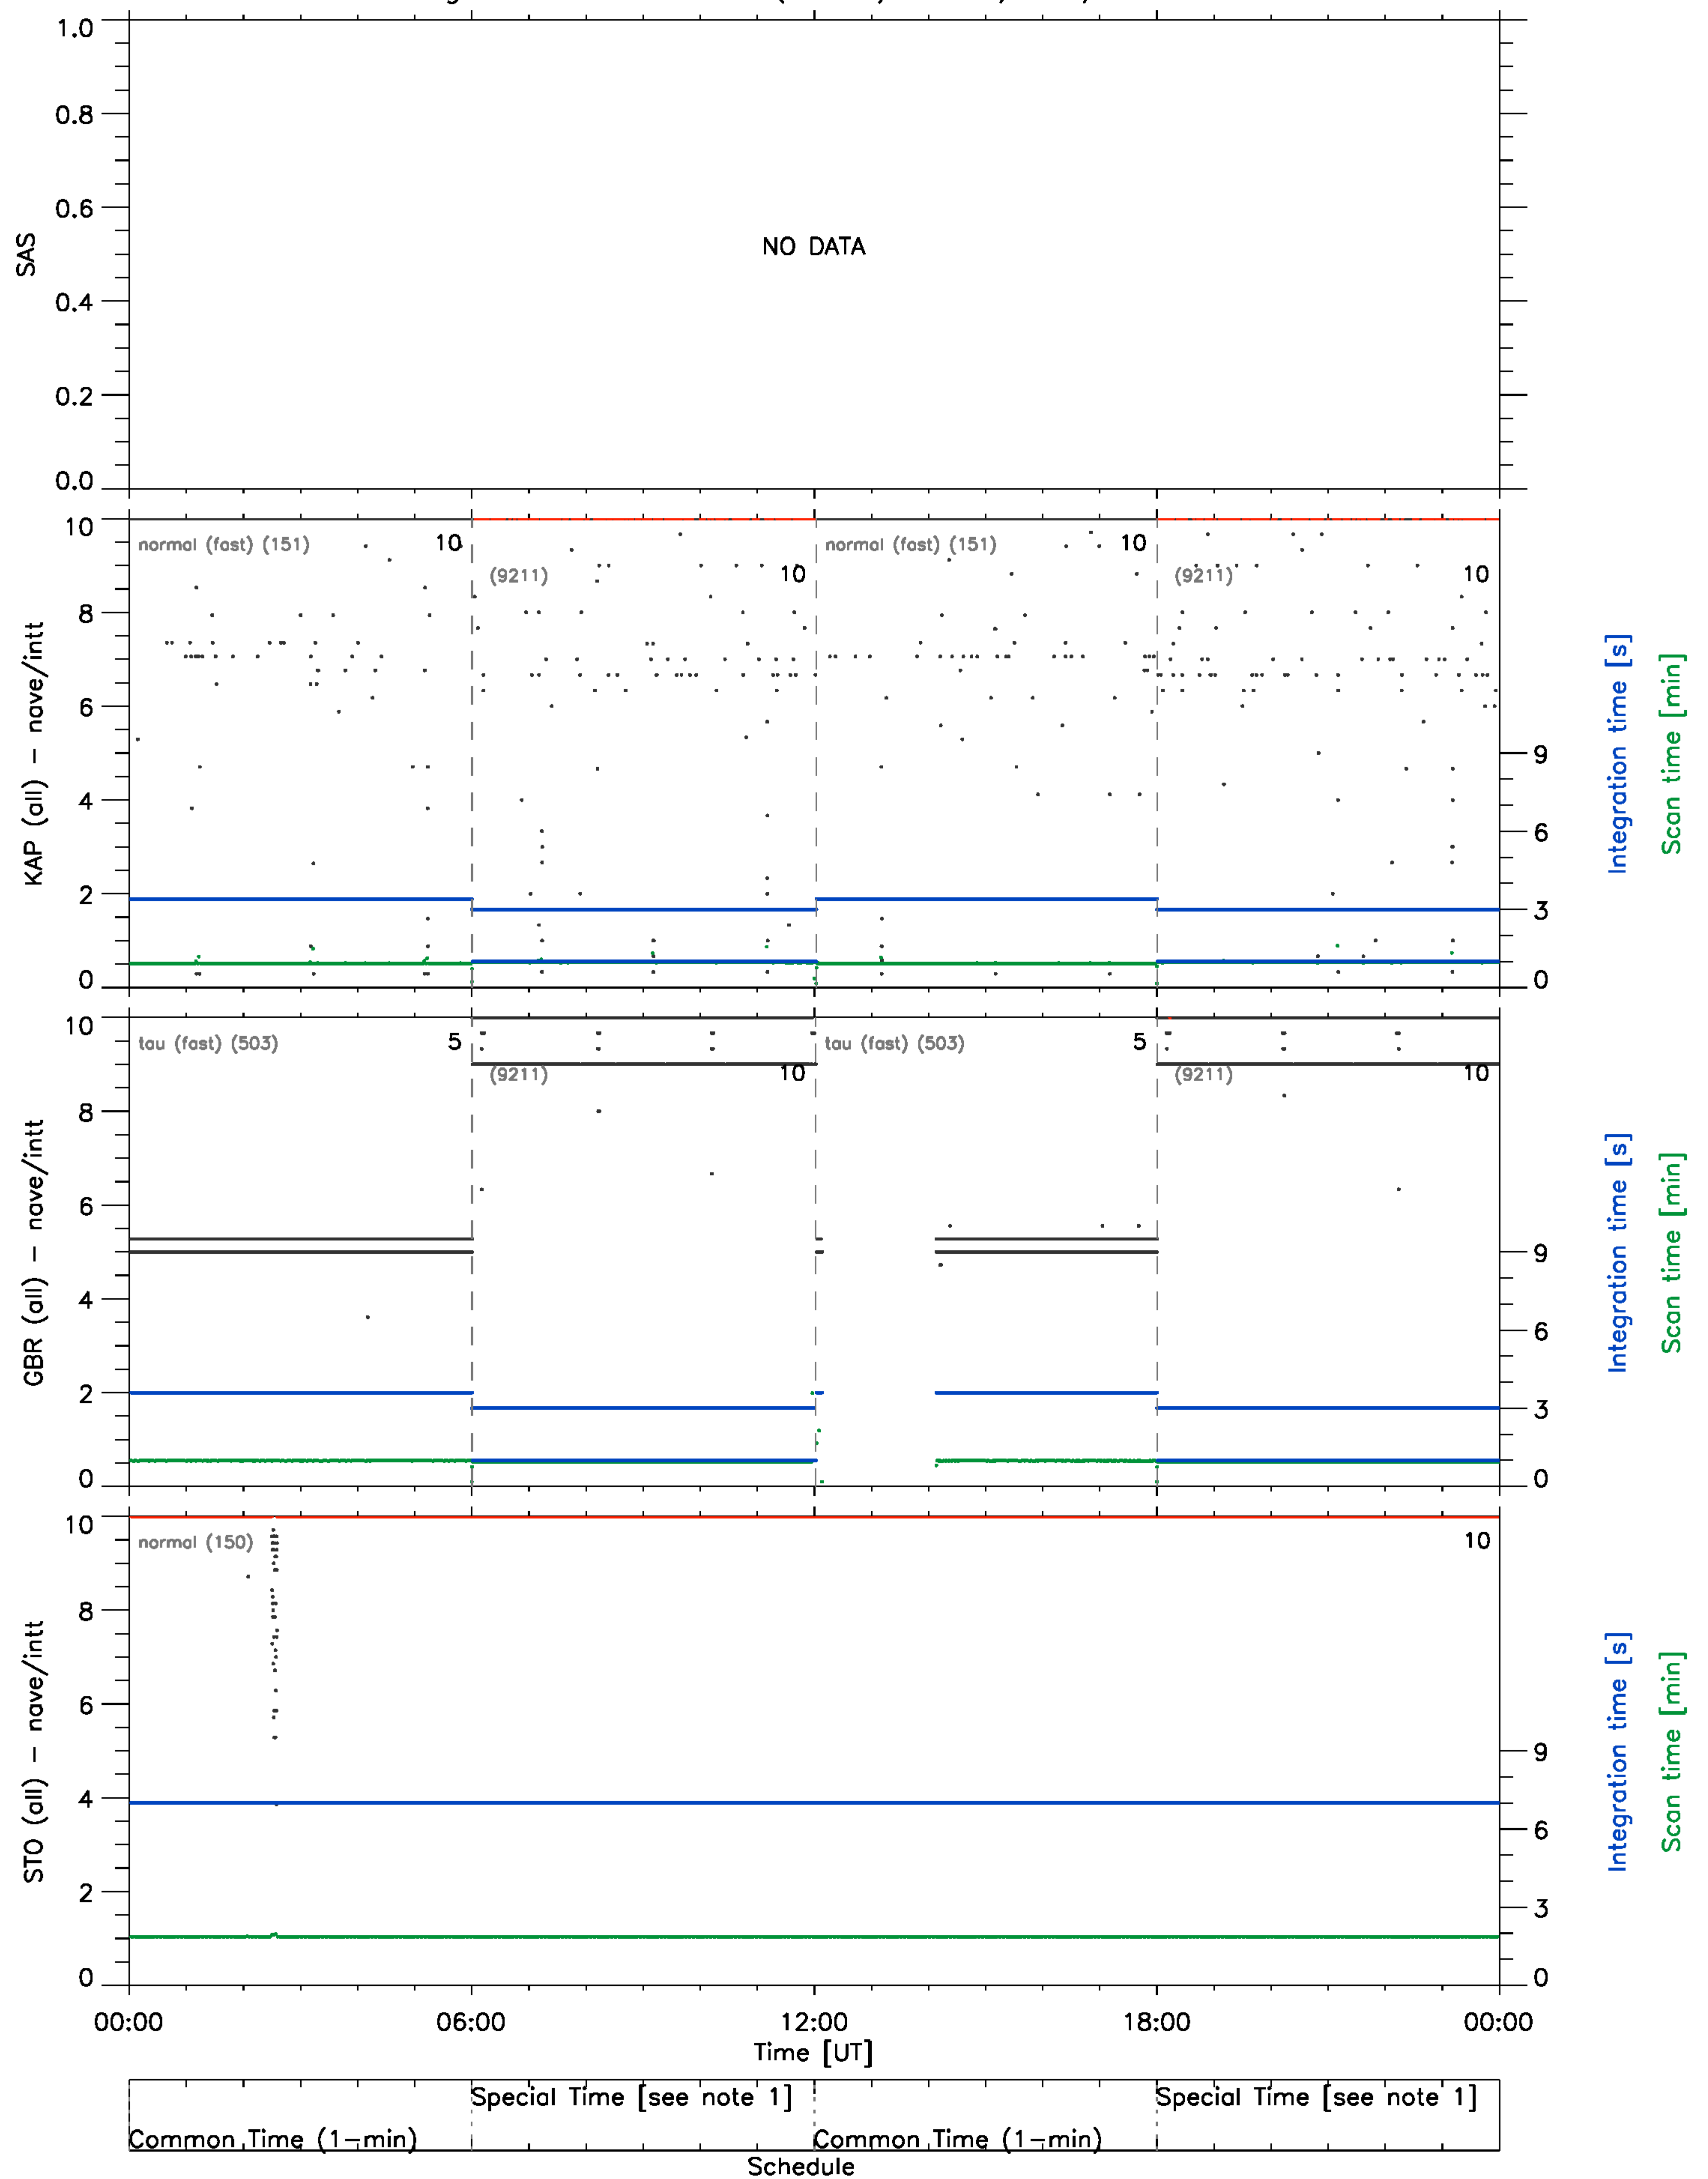 1.0
0.8
0.6
0.4
0.2
0.0
SAS
NO DATA
10
8
6
4
2
0
KAP (all) – nave/intt
normal (fast) (151)
10
(9211)
10
normal (fast) (151)
10
(9211)
10
9
6
3
0
Integration time [s]
Scan time [min]
10
8
6
4
2
0
GBR (all) – nave/intt
tau (fast) (503)
5
(9211)
10
tau (fast) (503)
5
(9211)
10
9
6
3
0
Integration time [s]
Scan time [min]
10
8
6
4
2
0
STO (all) – nave/intt
normal (150)
10
9
6
3
0
Integration time [s]
Scan time [min]
00:00 06:00 12:00 18:00 00:00
Time [UT]
Special Time [see note 1] Special Time [see note 1]
Common Time (1–min) Common Time (1–min)
Schedule